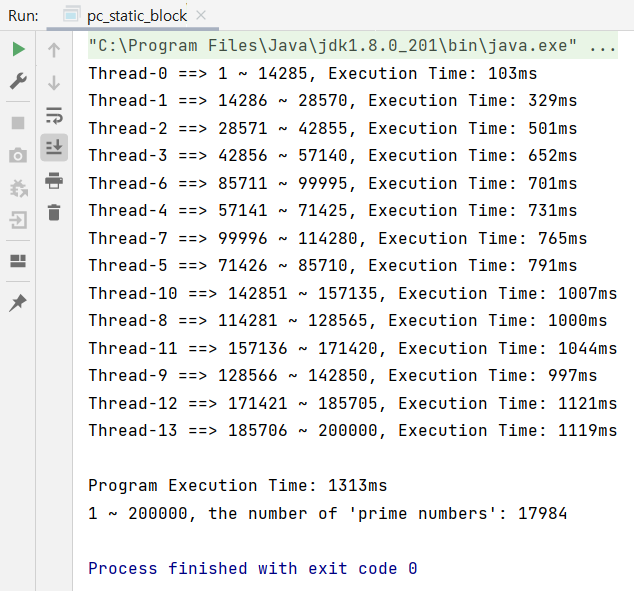 Run: pc_static_block
"C:\Program Files\Java\jdk1.8.0_201\bin\java.exe" ...
Thread-0 ==> 1 ~ 14285, Execution Time: 103ms
Thread-1 ==> 14286 ~ 28570, Execution Time: 329ms
Thread-2 ==> 28571 ~ 42855, Execution Time: 501ms
Thread-3 ==> 42856 ~ 57140, Execution Time: 652ms
Thread-6 ==> 85711 ~ 99995, Execution Time: 701ms
Thread-4 ==> 57141 ~ 71425, Execution Time: 731ms
Thread-7 ==> 99996 ~ 114280, Execution Time: 765ms
Thread-5 ==> 71426 ~ 85710, Execution Time: 791ms
Thread-10 ==> 142851 ~ 157135, Execution Time: 1007ms
Thread-8 ==> 114281 ~ 128565, Execution Time: 1000ms
Thread-11 ==> 157136 ~ 171420, Execution Time: 1044ms
Thread-9 ==> 128566 ~ 142850, Execution Time: 997ms
Thread-12 ==> 171421 ~ 185705, Execution Time: 1121ms
Thread-13 ==> 185706 ~ 200000, Execution Time: 1119ms
Program Execution Time: 1313ms
1 ~ 200000, the number of 'prime numbers': 17984
Process finished with exit code 0